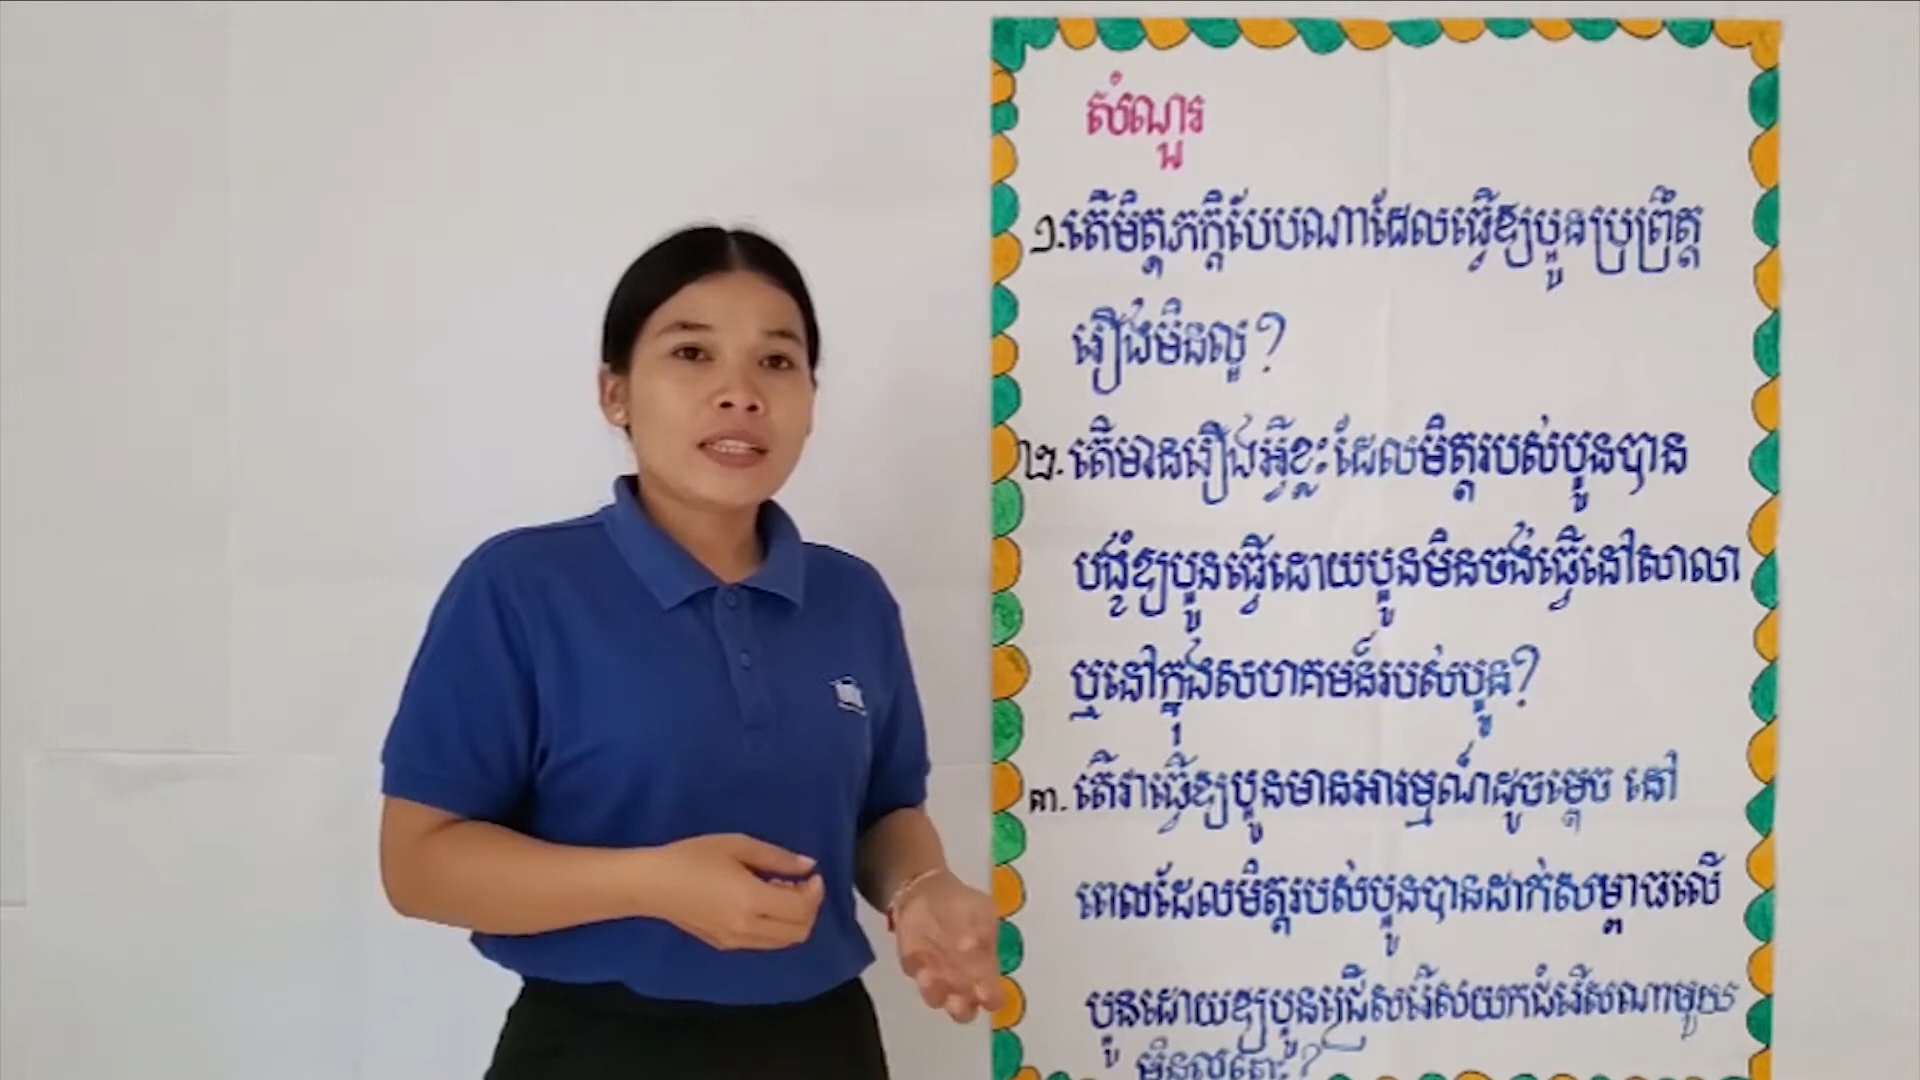 សំណួរ
១.តើមិត្តភក្តិបែបណាដែលធ្វើឱ្យប្អូនប្រព្រឹត្ត
រឿងមិនល្អ?
២.តើមានរឿងអ្វីខ្លះដែលមិត្តរបស់ប្អូនបាន
បង្ខំឱ្យប្អូនធ្វើដោយប្អូនមិនចង់ធ្វើនៅសាលា
ឬនៅក្នុងសហគមន៍របស់ប្អូន?
៣.តើវាធ្វើឱ្យប្អូនមានអារម្មណ៍ដូចម្តេច នៅ
ពេលដែលមិត្តរបស់ប្អូនបានដាក់សម្ពាធលើ
ប្អូនដោយឱ្យប្អូនជ្រើសរើសយកជំរើសណាមួយ
មិនល្អនោះ?